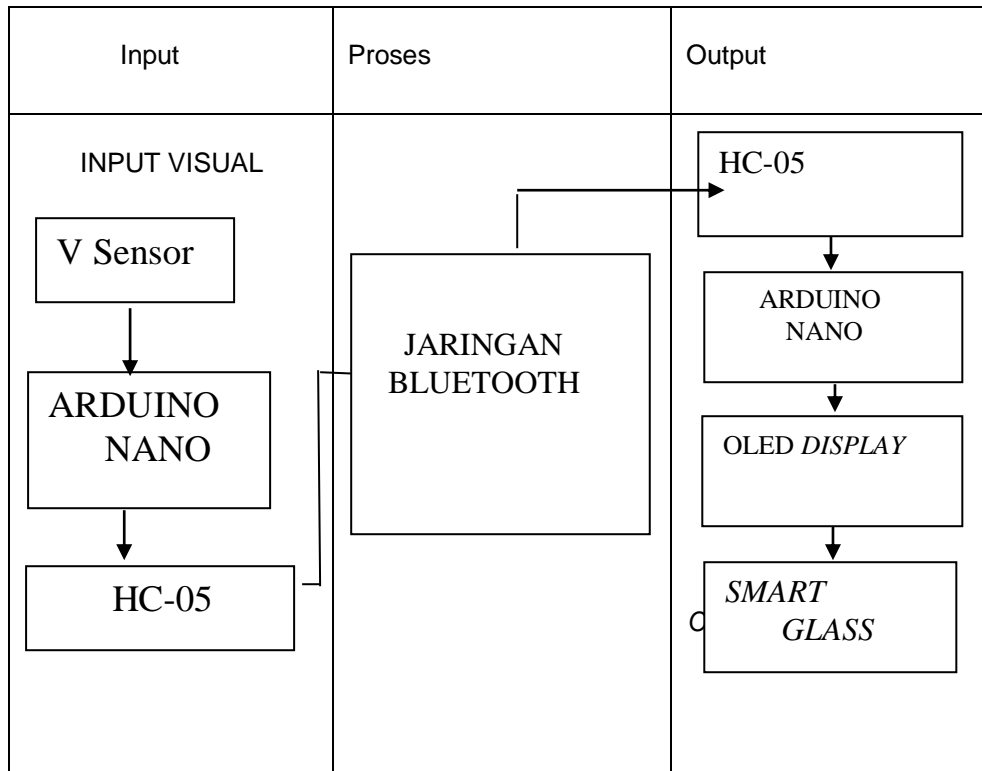 Input
Proses
Output
INPUT VISUAL
V Sensor
ARDUINO
NANO
HC-05
JARINGAN
BLUETOOTH
HC-05
ARDUINO
NANO
OLED DISPLAY
SMART
GLASS